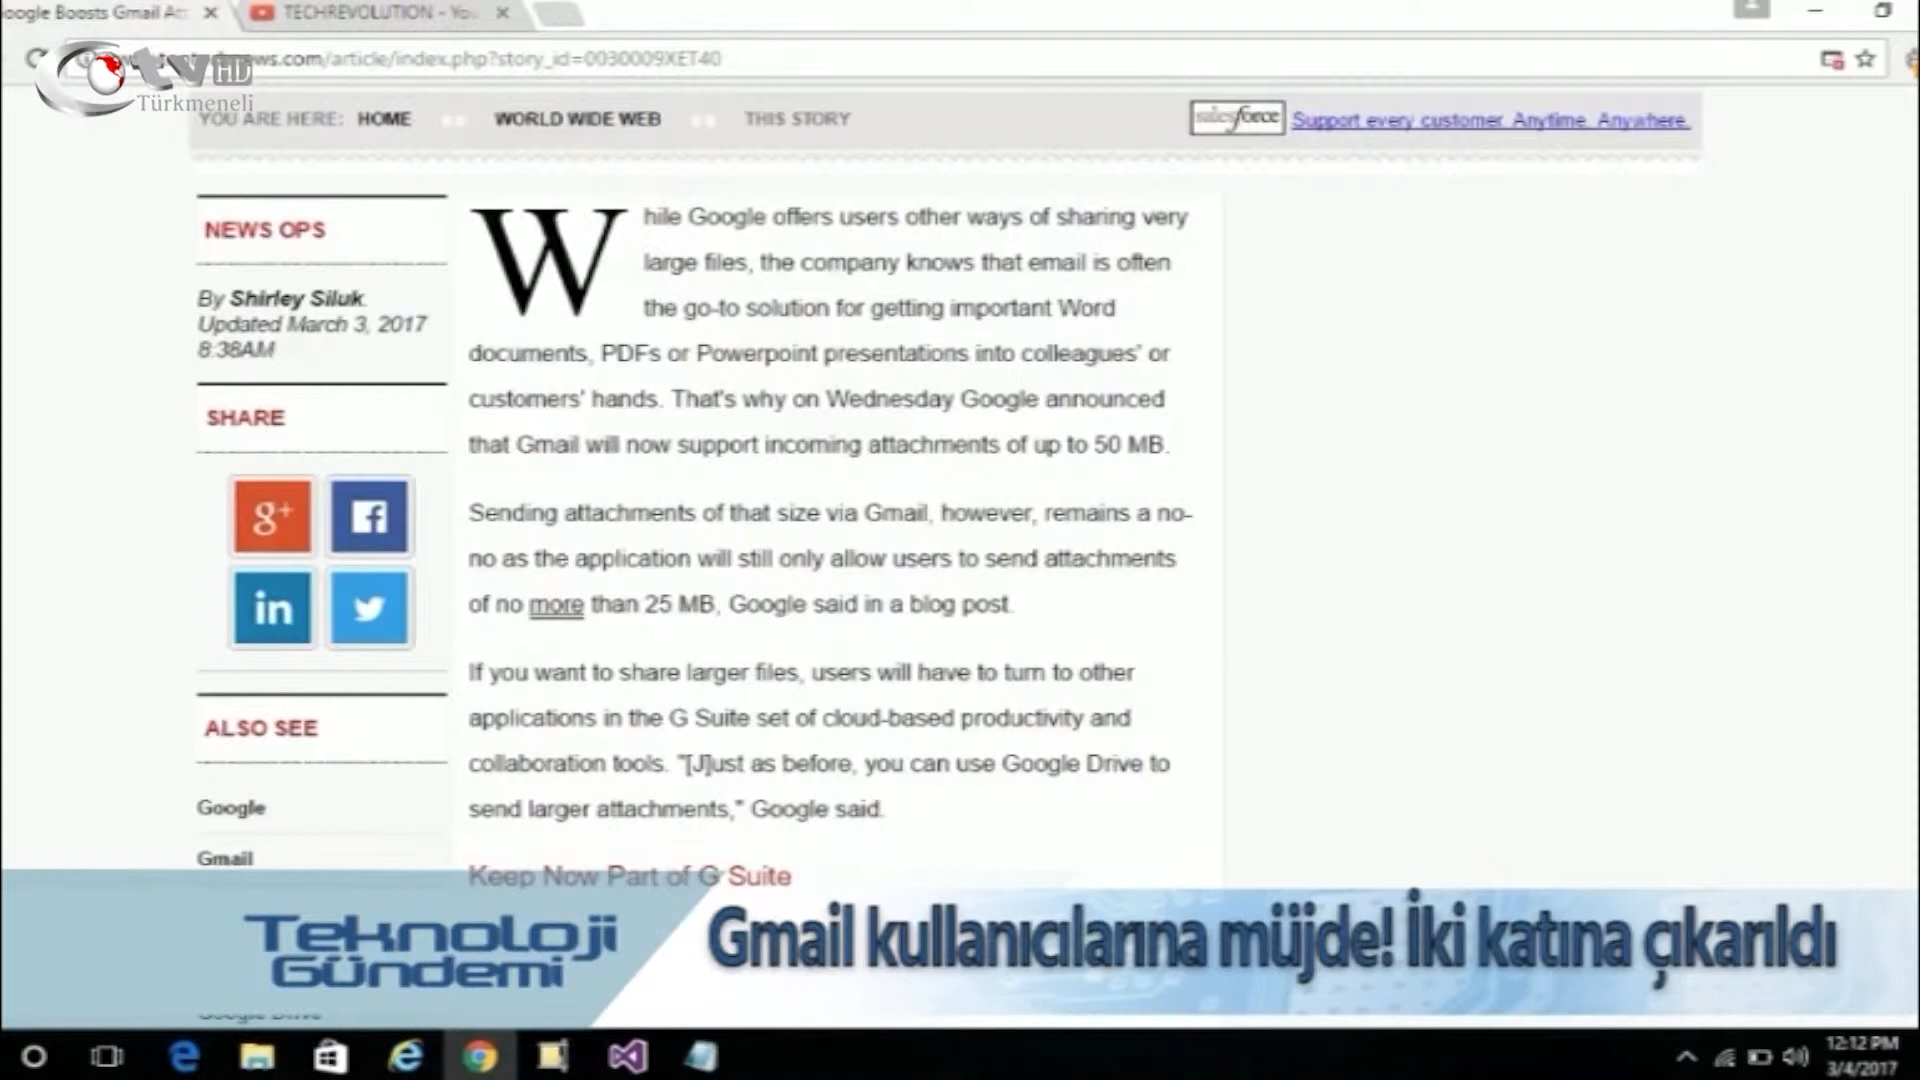 oogle Boosts Gmail At
TECHREVOLUTION - You
ws.com/article/index.php?story_id=0030009XET40
tv HD
Türkmeneli
YOU ARE HERE: HOME WORLD WIDE WEB THIS STORY
salesforce Support every customer. Anytime. Anywhere.
NEWS OPS
By Shirley Siluk.
Updated March 3, 2017
8:38AM
SHARE
g+
f
in
ALSO SEE
Google
Gmail
Google Drive
While Google offers users other ways of sharing very
large files, the company knows that email is often
the go-to solution for getting important Word
documents, PDFs or Powerpoint presentations into colleagues' or
customers' hands. That's why on Wednesday Google announced
that Gmail will now support incoming attachments of up to 50 MB.
Sending attachments of that size via Gmail, however, remains a no-
no as the application will still only allow users to send attachments
of no more than 25 MB, Google said in a blog post.
If you want to share larger files, users will have to turn to other
applications in the G Suite set of cloud-based productivity and
collaboration tools. "[J]ust as before, you can use Google Drive to
send larger attachments," Google said.
Keep Now Part of G Suite
Teknoloji
Gündemi
Gmail kullanıcılarına müjde! İki katına çıkarıldı
12:12 PM
3/4/2017